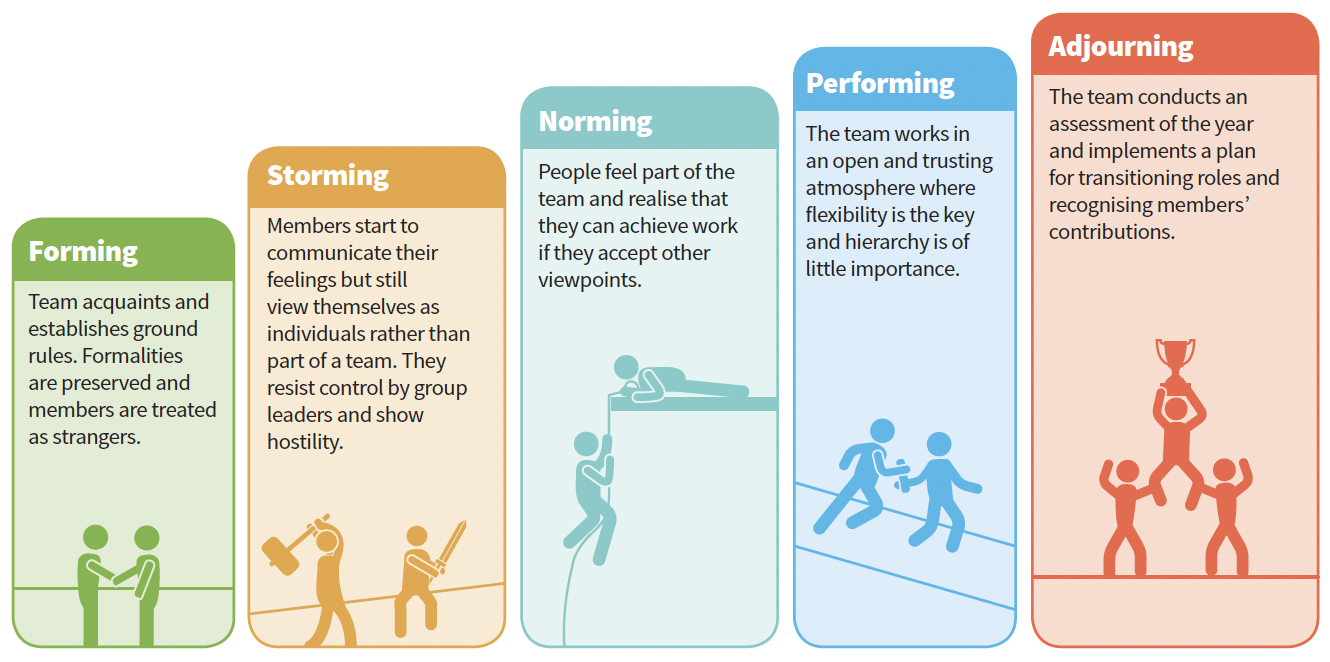 Forming
Team acquaints and
establishes ground
rules. Formalities
are preserved and
members are treated
as strangers.
Storming
Members start to
communicate their
feelings but still
view themselves as
individuals rather than
part of a team. They
resist control by group
leaders and show
hostility.
Norming
People feel part of the
team and realise that
they can achieve work
if they accept other
viewpoints.
Performing
The team works in
an open and trusting
atmosphere where
flexibility is the key
and hierarchy is of
little importance.
Adjourning
The team conducts an
assessment of the year
and implements a plan
for transitioning roles and
recognising members’
contributions.